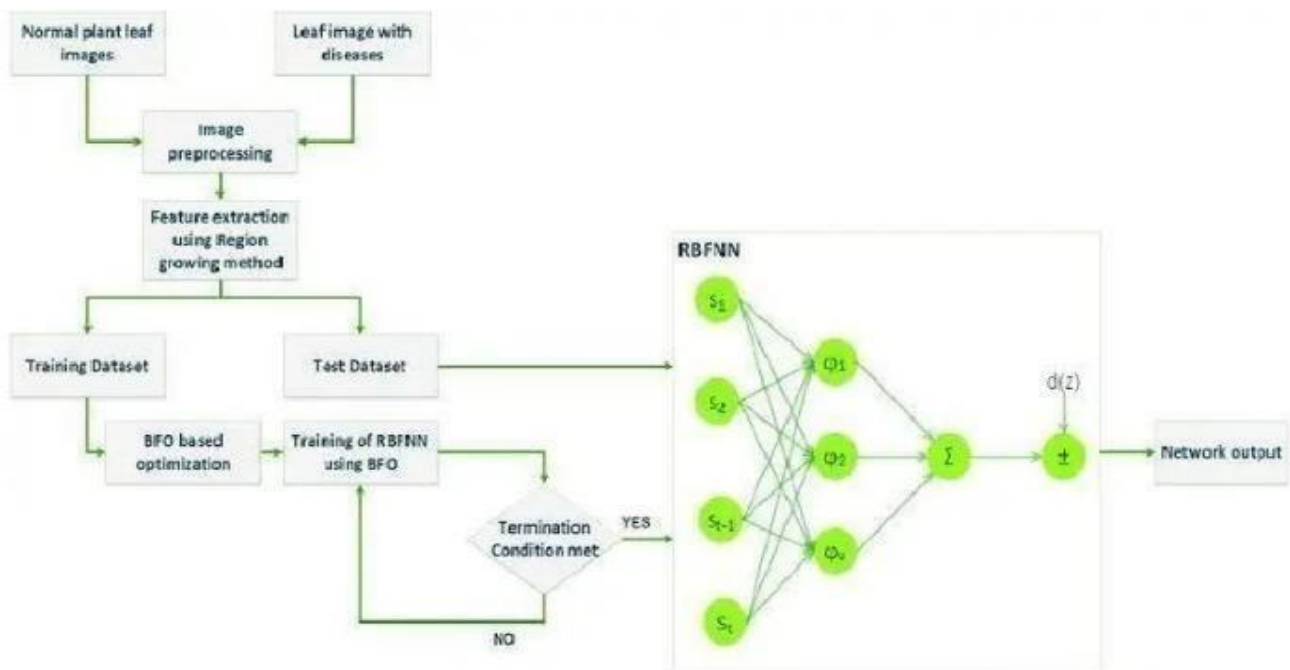 Normal plant leaf
images
Leaf image with
diseases
Image
preprocessing
Feature extraction
using Region
growing method
Training Dataset
Test Dataset
BFO based
optimization
Training of RBFNN
using BFO
Termination
Condition met
YES
NO
RBFNN
S₁
S₂
Sₜ₋₁
Sₜ
φ₁
φ₂
φᵥ
Σ
d(z)
±
Network output